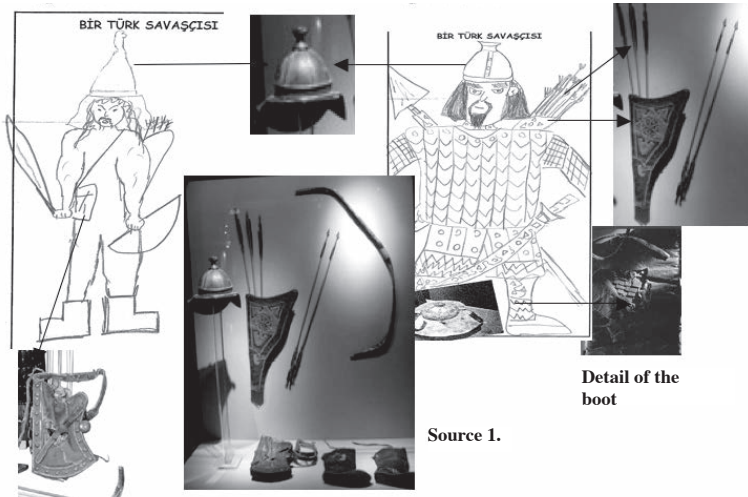 BİR TÜRK SAVAŞÇISI
BİR TÜRK SAVAŞÇISI
Detail of the
boot
Source 1.